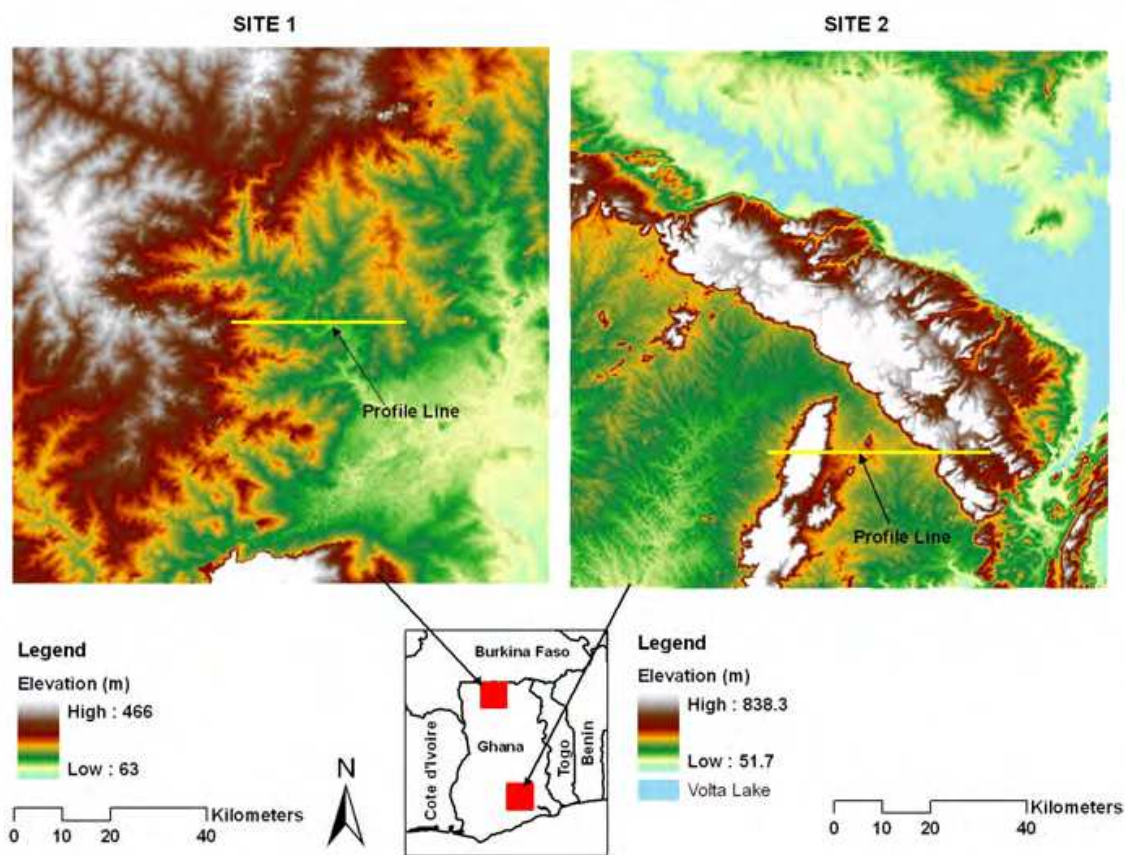 SITE 1
SITE 2
Profile Line
Profile Line
Legend
Elevation (m)
High : 466
Low : 63
0 10 20 40
Kilometers
N
Burkina Faso
Ghana
Cote d'Ivoire
Togo
Benin
Legend
Elevation (m)
High : 838.3
Low : 51.7
Volta Lake
0 10 20 40
Kilometers